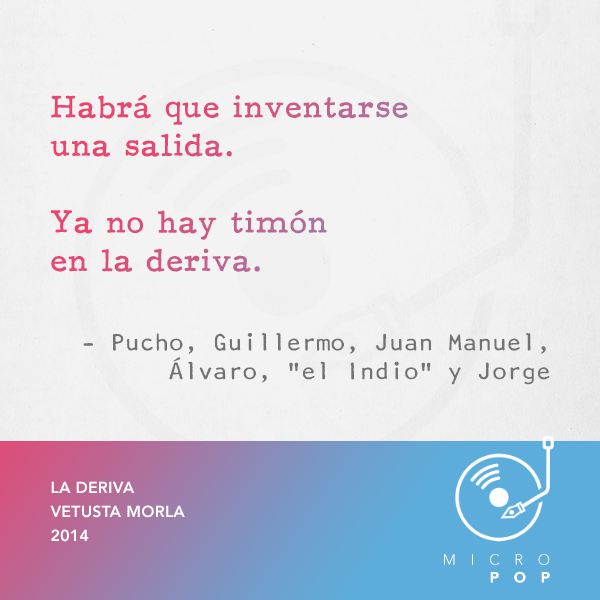 Habrá que inventarse
una salida.
Ya no hay timón
en la deriva.
– Pucho, Guillermo, Juan Manuel,
Álvaro, "el Indio" y Jorge
LA DERIVA
VETUSTA MORLA
2014
MICRO
POP